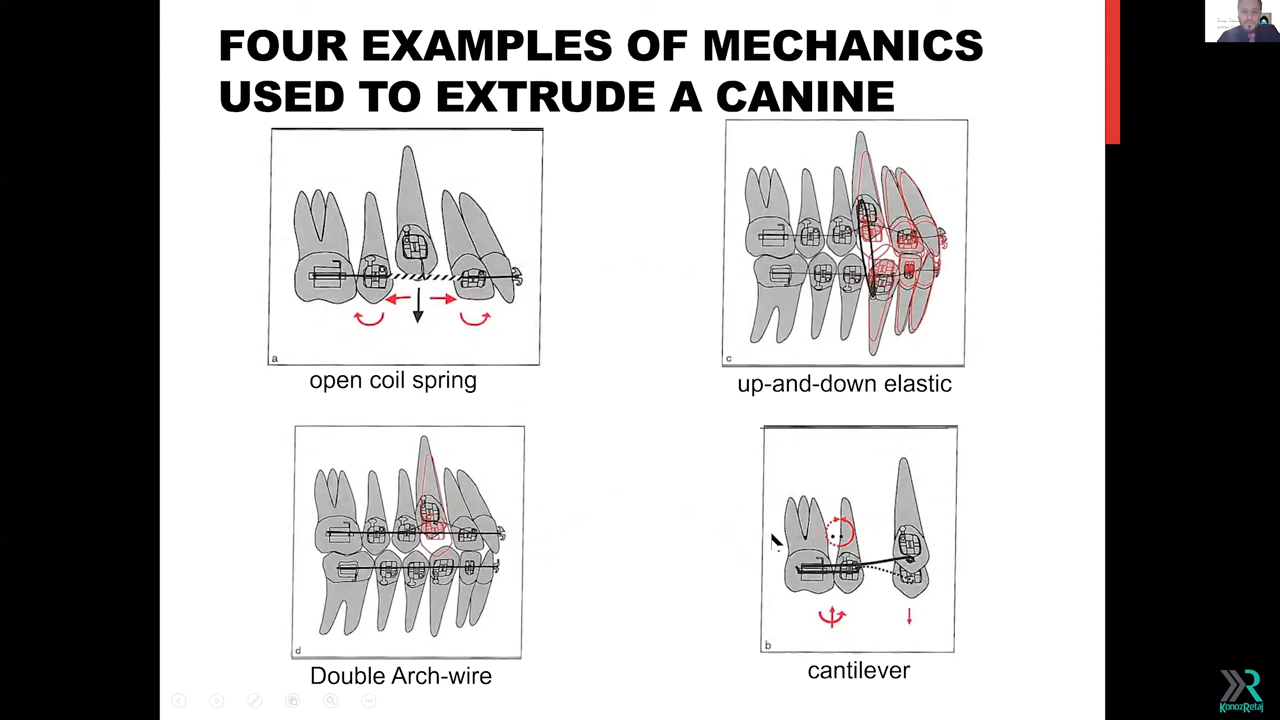 FOUR EXAMPLES OF MECHANICS
USED TO EXTRUDE A CANINE
a
open coil spring
c
up-and-down elastic
d
Double Arch-wire
b
cantilever
KonozRetaj